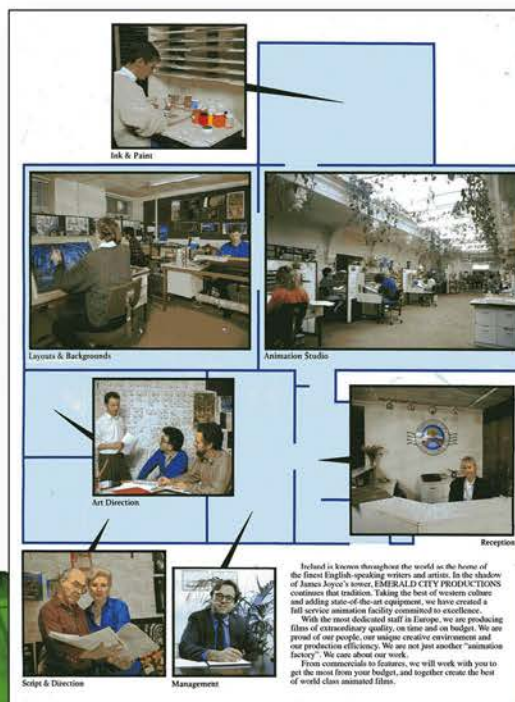 Ink & Paint
Layouts & Backgrounds
Animation Studio
Art Direction
Reception
Script & Direction
Management
Ireland is known throughout the world as the home of
the finest English-speaking writers and artists. In the shadow
of James Joyce's tower, EMERALD CITY PRODUCTIONS
continues that tradition. Taking the best of western culture
and adding state-of-the-art equipment, we have created a
full service animation facility committed to excellence.
With the most dedicated staff in Europe, we are producing
films of extraordinary quality, on time and on budget. We are
proud of our people, our unique creative environment and
our production efficiency. We are not just another "animation
factory". We care about our work.
From commercials to features, we will work with you to
get the most from your budget, and together create the best
of world class animated films.